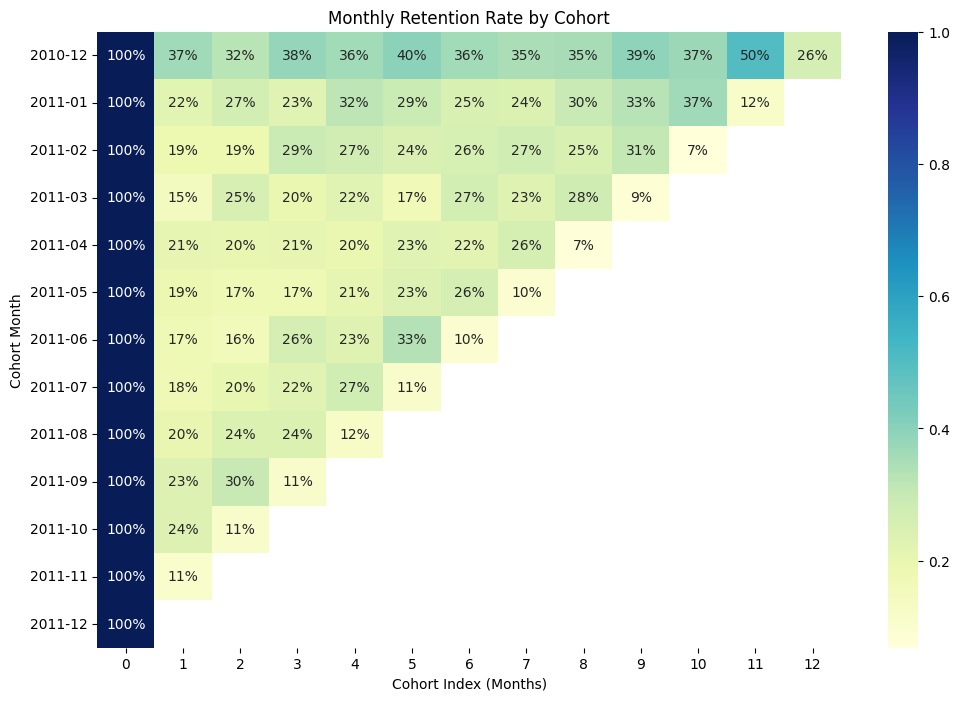 Monthly Retention Rate by Cohort
Cohort Month
2010-12 100% 37% 32% 38% 36% 40% 36% 35% 35% 39% 37% 50% 26%
2011-01 100% 22% 27% 23% 32% 29% 25% 24% 30% 33% 37% 12%
2011-02 100% 19% 19% 29% 27% 24% 26% 27% 25% 31% 7%
2011-03 100% 15% 25% 20% 22% 17% 27% 23% 28% 9%
2011-04 100% 21% 20% 21% 20% 23% 22% 26% 7%
2011-05 100% 19% 17% 17% 21% 23% 26% 10%
2011-06 100% 17% 16% 26% 23% 33% 10%
2011-07 100% 18% 20% 22% 27% 11%
2011-08 100% 20% 24% 24% 12%
2011-09 100% 23% 30% 11%
2011-10 100% 24% 11%
2011-11 100% 11%
2011-12 100%
0 1 2 3 4 5 6 7 8 9 10 11 12
Cohort Index (Months)
1.0
0.8
0.6
0.4
0.2